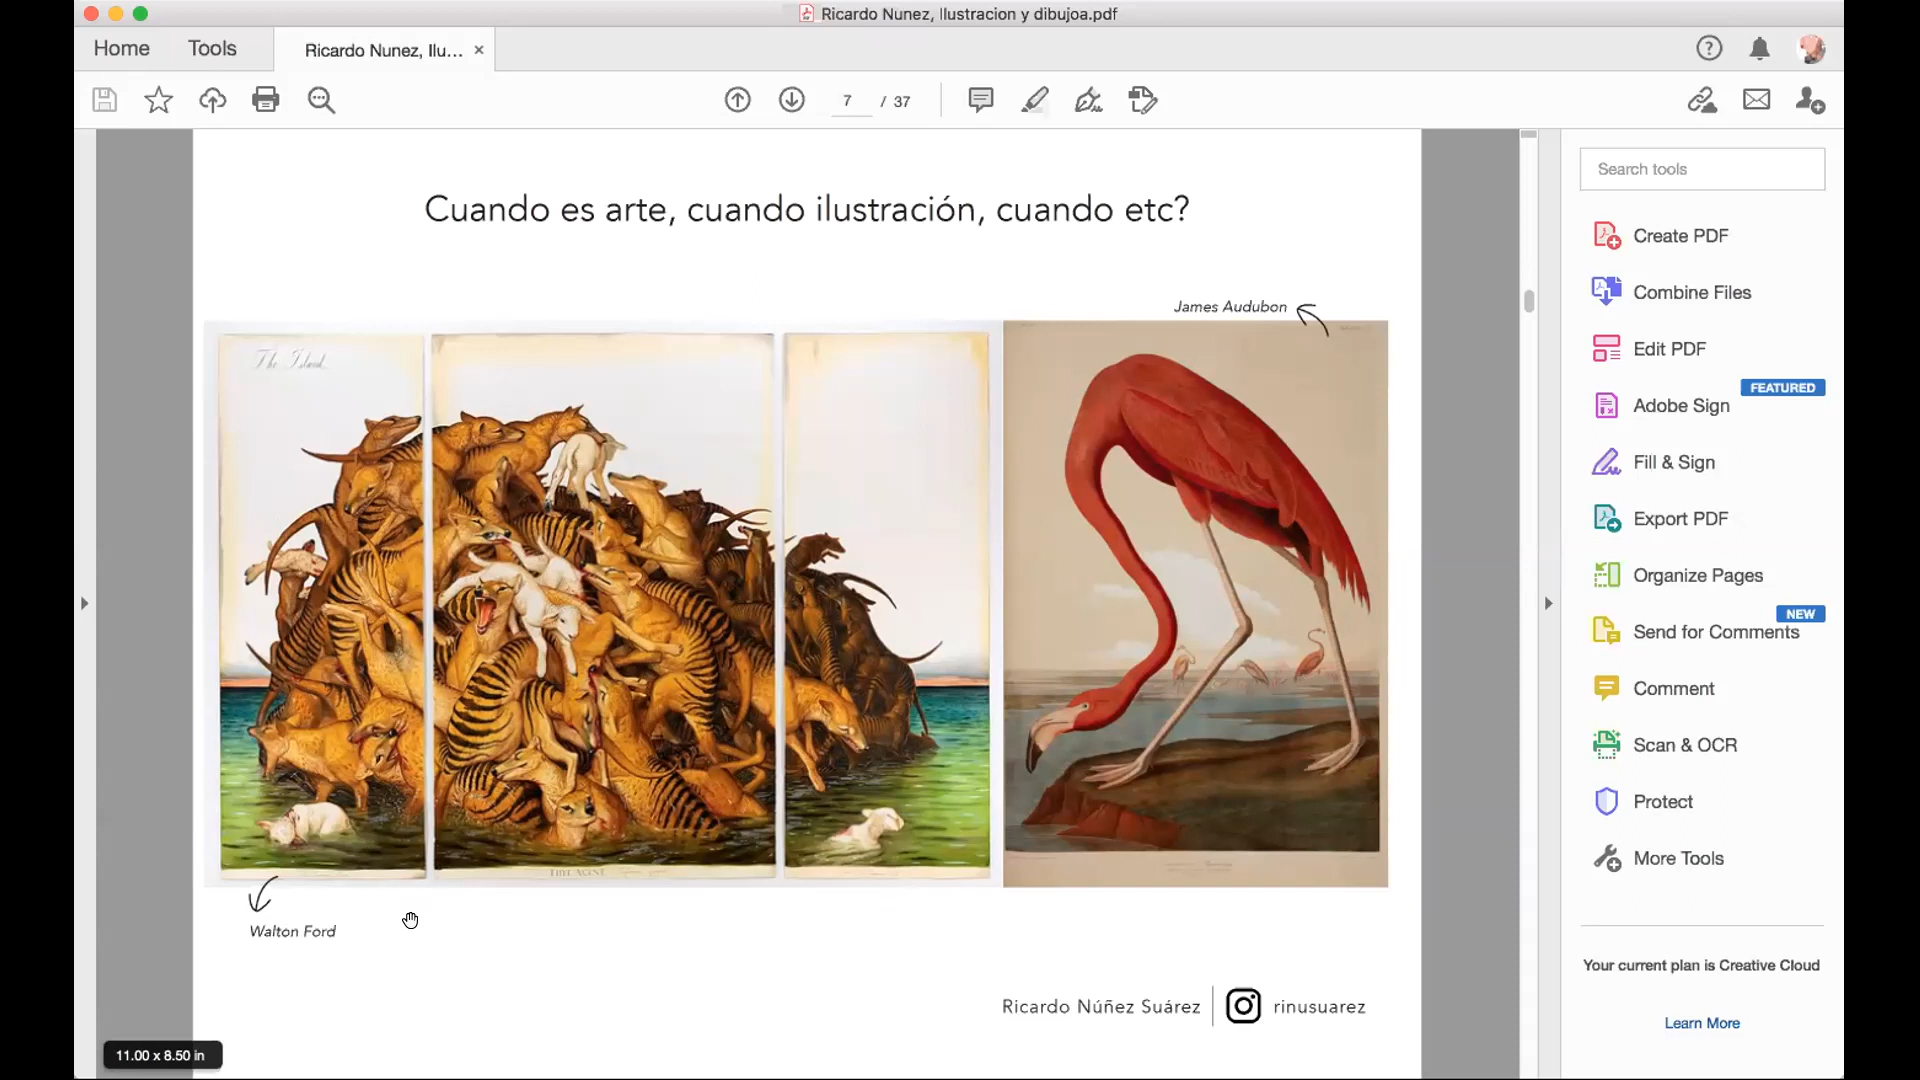 Ricardo Nunez, Ilustracion y dibujoa.pdf
Home
Tools
Ricardo Nunez, Ilu...
7 / 37
Search tools
Create PDF
Combine Files
Edit PDF
FEATURED
Adobe Sign
Fill & Sign
Export PDF
Organize Pages
NEW
Send for Comments
Comment
Scan & OCR
Protect
More Tools
Your current plan is Creative Cloud
Learn More
Cuando es arte, cuando ilustración, cuando etc?
James Audubon
The Island
Walton Ford
Ricardo Núñez Suárez
rinusuarez
11.00 x 8.50 in